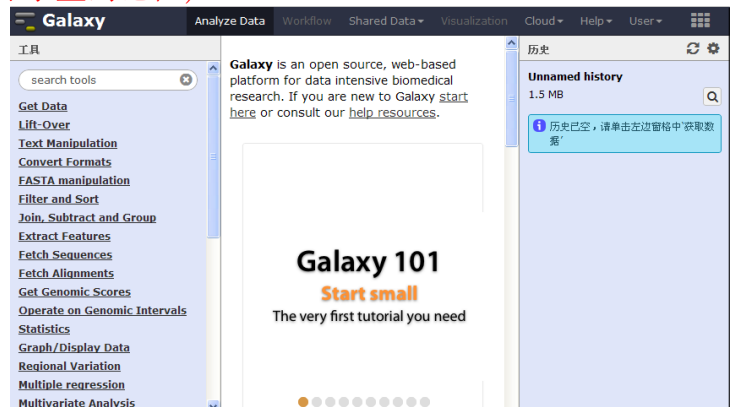 Galaxy
Analyze Data
Workflow
Shared Data
Visualization
Cloud
Help
User
工具
search tools
Get Data
Lift-Over
Text Manipulation
Convert Formats
FASTA manipulation
Filter and Sort
Join, Subtract and Group
Extract Features
Fetch Sequences
Fetch Alignments
Get Genomic Scores
Operate on Genomic Intervals
Statistics
Graph/Display Data
Regional Variation
Multiple regression
Multivariate Analysis
Galaxy is an open source, web-based
platform for data intensive biomedical
research. If you are new to Galaxy start
here or consult our help resources.
Galaxy 101
Start small
The very first tutorial you need
历史
Unnamed history
1.5 MB
历史已空，请单击左边窗格中‘获取数
据’